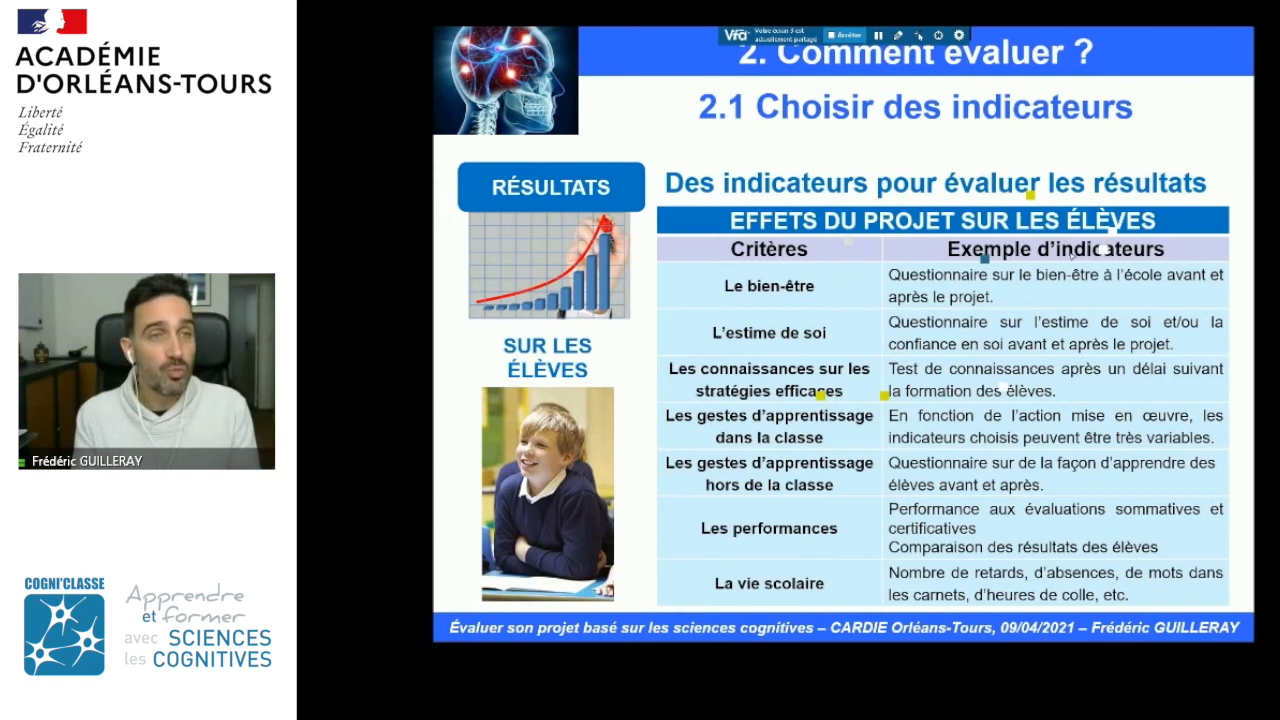 ACADÉMIE
D'ORLÉANS-TOURS
Liberté
Égalité
Fraternité
Frédéric GUILLERAY
COGNI'CLASSE
Apprendre
et former
avec SCIENCES
les COGNITIVES
Votre écran 3 est
actuellement partagé
Arrêter
2. Comment évaluer ?
2.1 Choisir des indicateurs
RÉSULTATS
SUR LES
ÉLÈVES
Des indicateurs pour évaluer les résultats
EFFETS DU PROJET SUR LES ÉLÈVES
Critères
Exemple d'indicateurs
Le bien-être
Questionnaire sur le bien-être à l'école avant et
après le projet.
L'estime de soi
Questionnaire sur l'estime de soi et/ou la
confiance en soi avant et après le projet.
Les connaissances sur les
stratégies efficaces
Test de connaissances après un délai suivant
la formation des élèves.
Les gestes d'apprentissage
dans la classe
En fonction de l'action mise en œuvre, les
indicateurs choisis peuvent être très variables.
Les gestes d'apprentissage
hors de la classe
Questionnaire sur de la façon d'apprendre des
élèves avant et après.
Les performances
Performance aux évaluations sommatives et
certificatives
Comparaison des résultats des élèves
La vie scolaire
Nombre de retards, d'absences, de mots dans
les carnets, d'heures de colle, etc.
Évaluer son projet basé sur les sciences cognitives – CARDIE Orléans-Tours, 09/04/2021 – Frédéric GUILLERAY